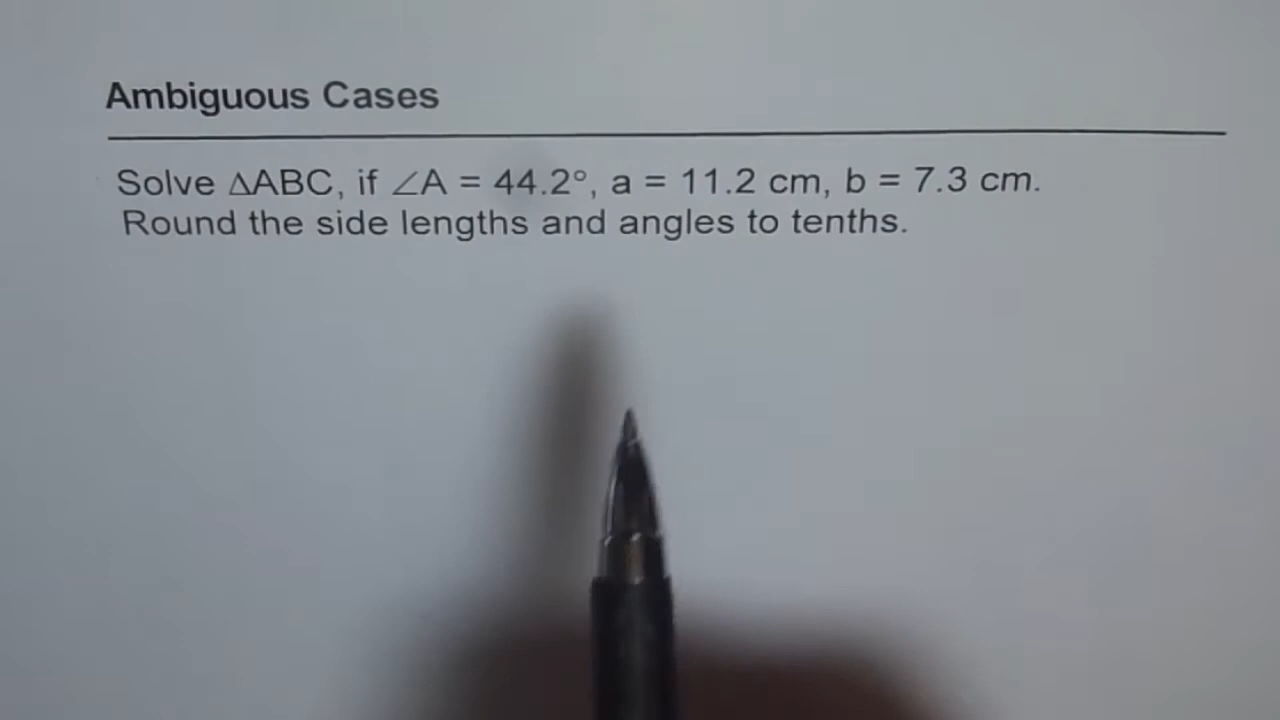 Ambiguous Cases
Solve ∆ABC, if ∠A = 44.2°, a = 11.2 cm, b = 7.3 cm.
Round the side lengths and angles to tenths.